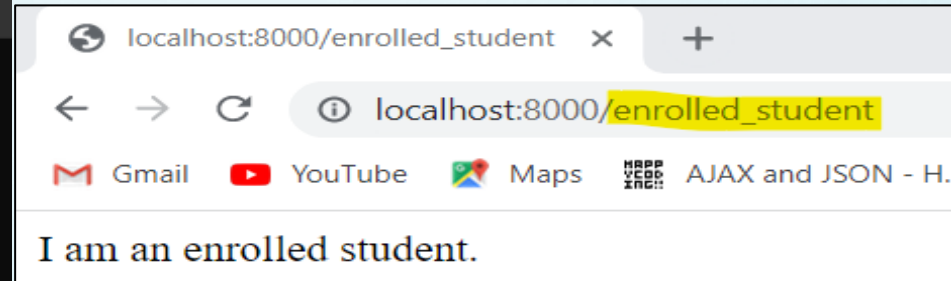 localhost:8000/enrolled_student
localhost:8000/enrolled_student
Gmail YouTube Maps AJAX and JSON - H.
I am an enrolled student.